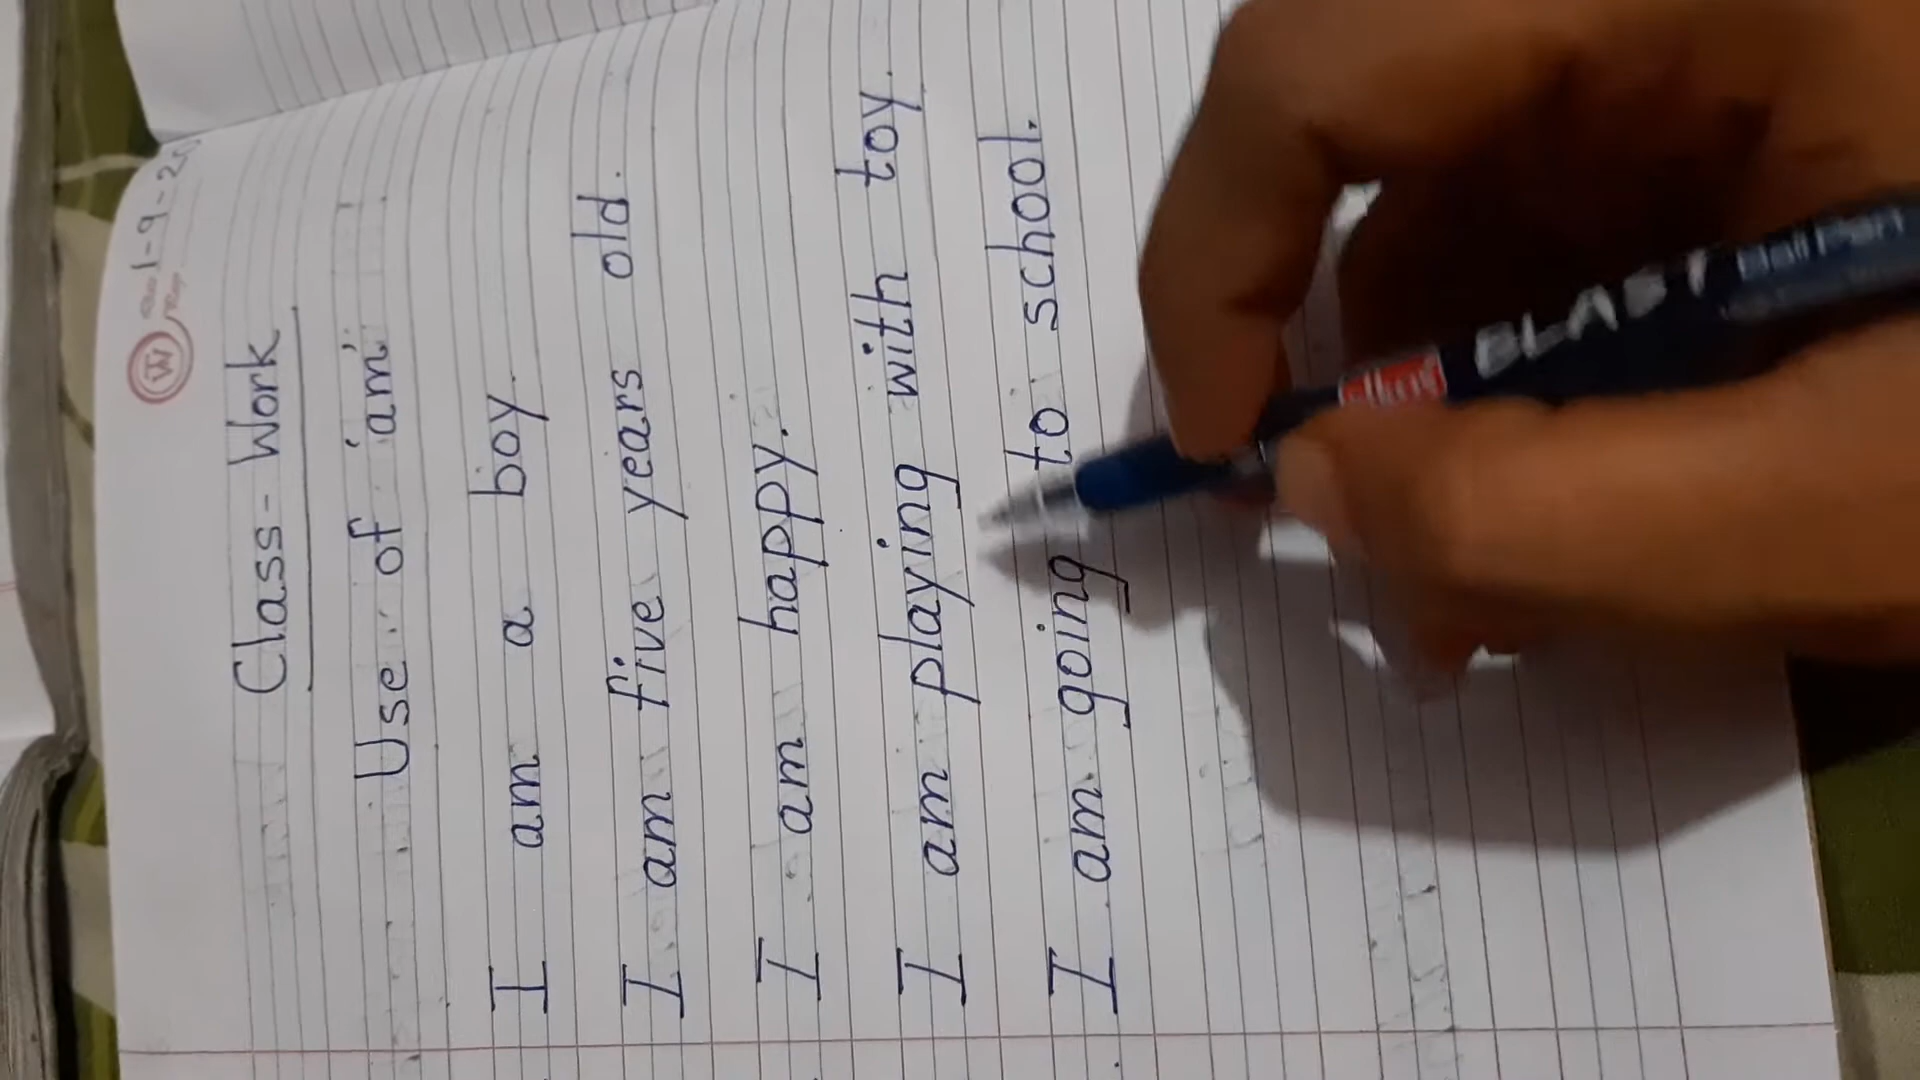 1-9-20
Class-Work
Use of 'am'
I am a boy.
I am five years old.
I am happy.
I am playing with toy.
I am going to school.
BLAST
Ball Pen